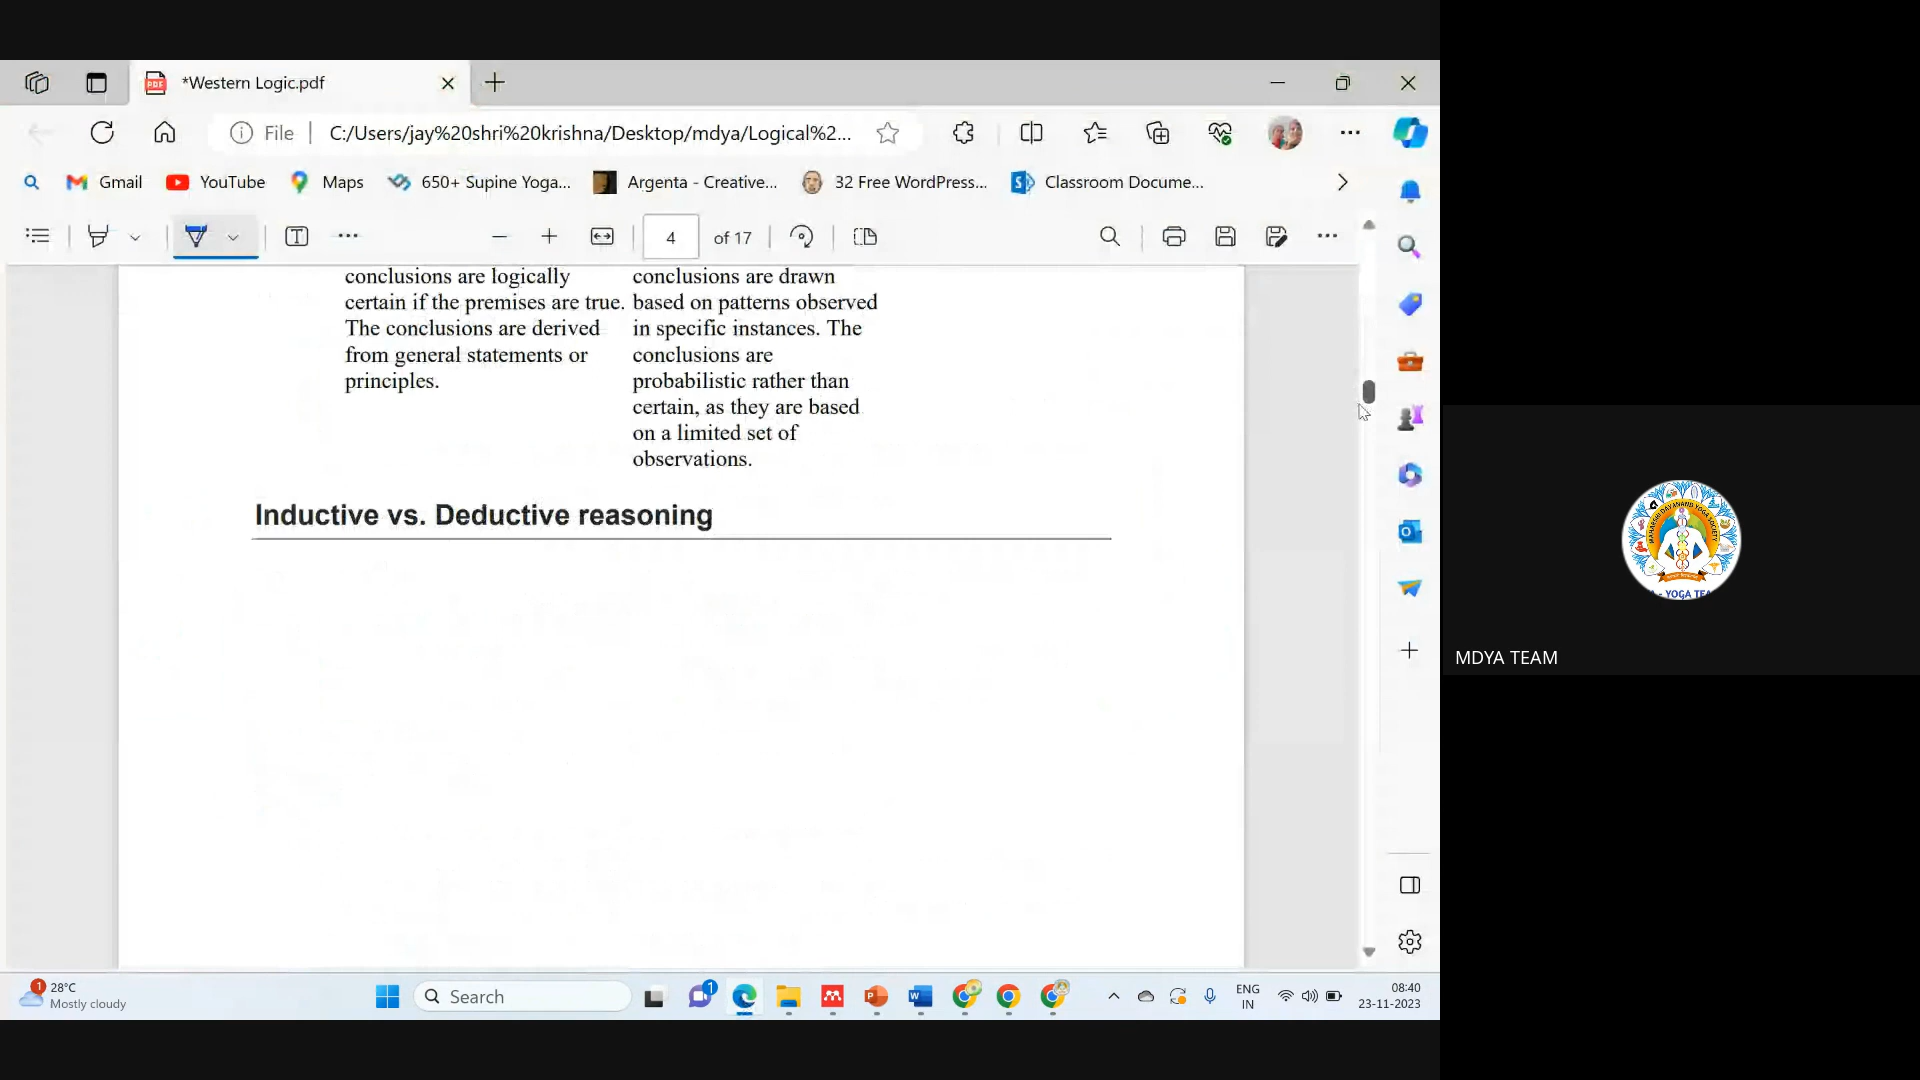 *Western Logic.pdf
File
C:/Users/jay%20shri%20krishna/Desktop/mdya/Logical%2...
Gmail
YouTube
Maps
650+ Supine Yoga...
Argenta - Creative...
32 Free WordPress...
Classroom Docume...
4 of 17
conclusions are logically
certain if the premises are true.
The conclusions are derived
from general statements or
principles.
conclusions are drawn
based on patterns observed
in specific instances. The
conclusions are
probabilistic rather than
certain, as they are based
on a limited set of
observations.
Inductive vs. Deductive reasoning
MDYA TEAM
1
28°C
Mostly cloudy
Search
1
ENG
IN
08:40
23-11-2023